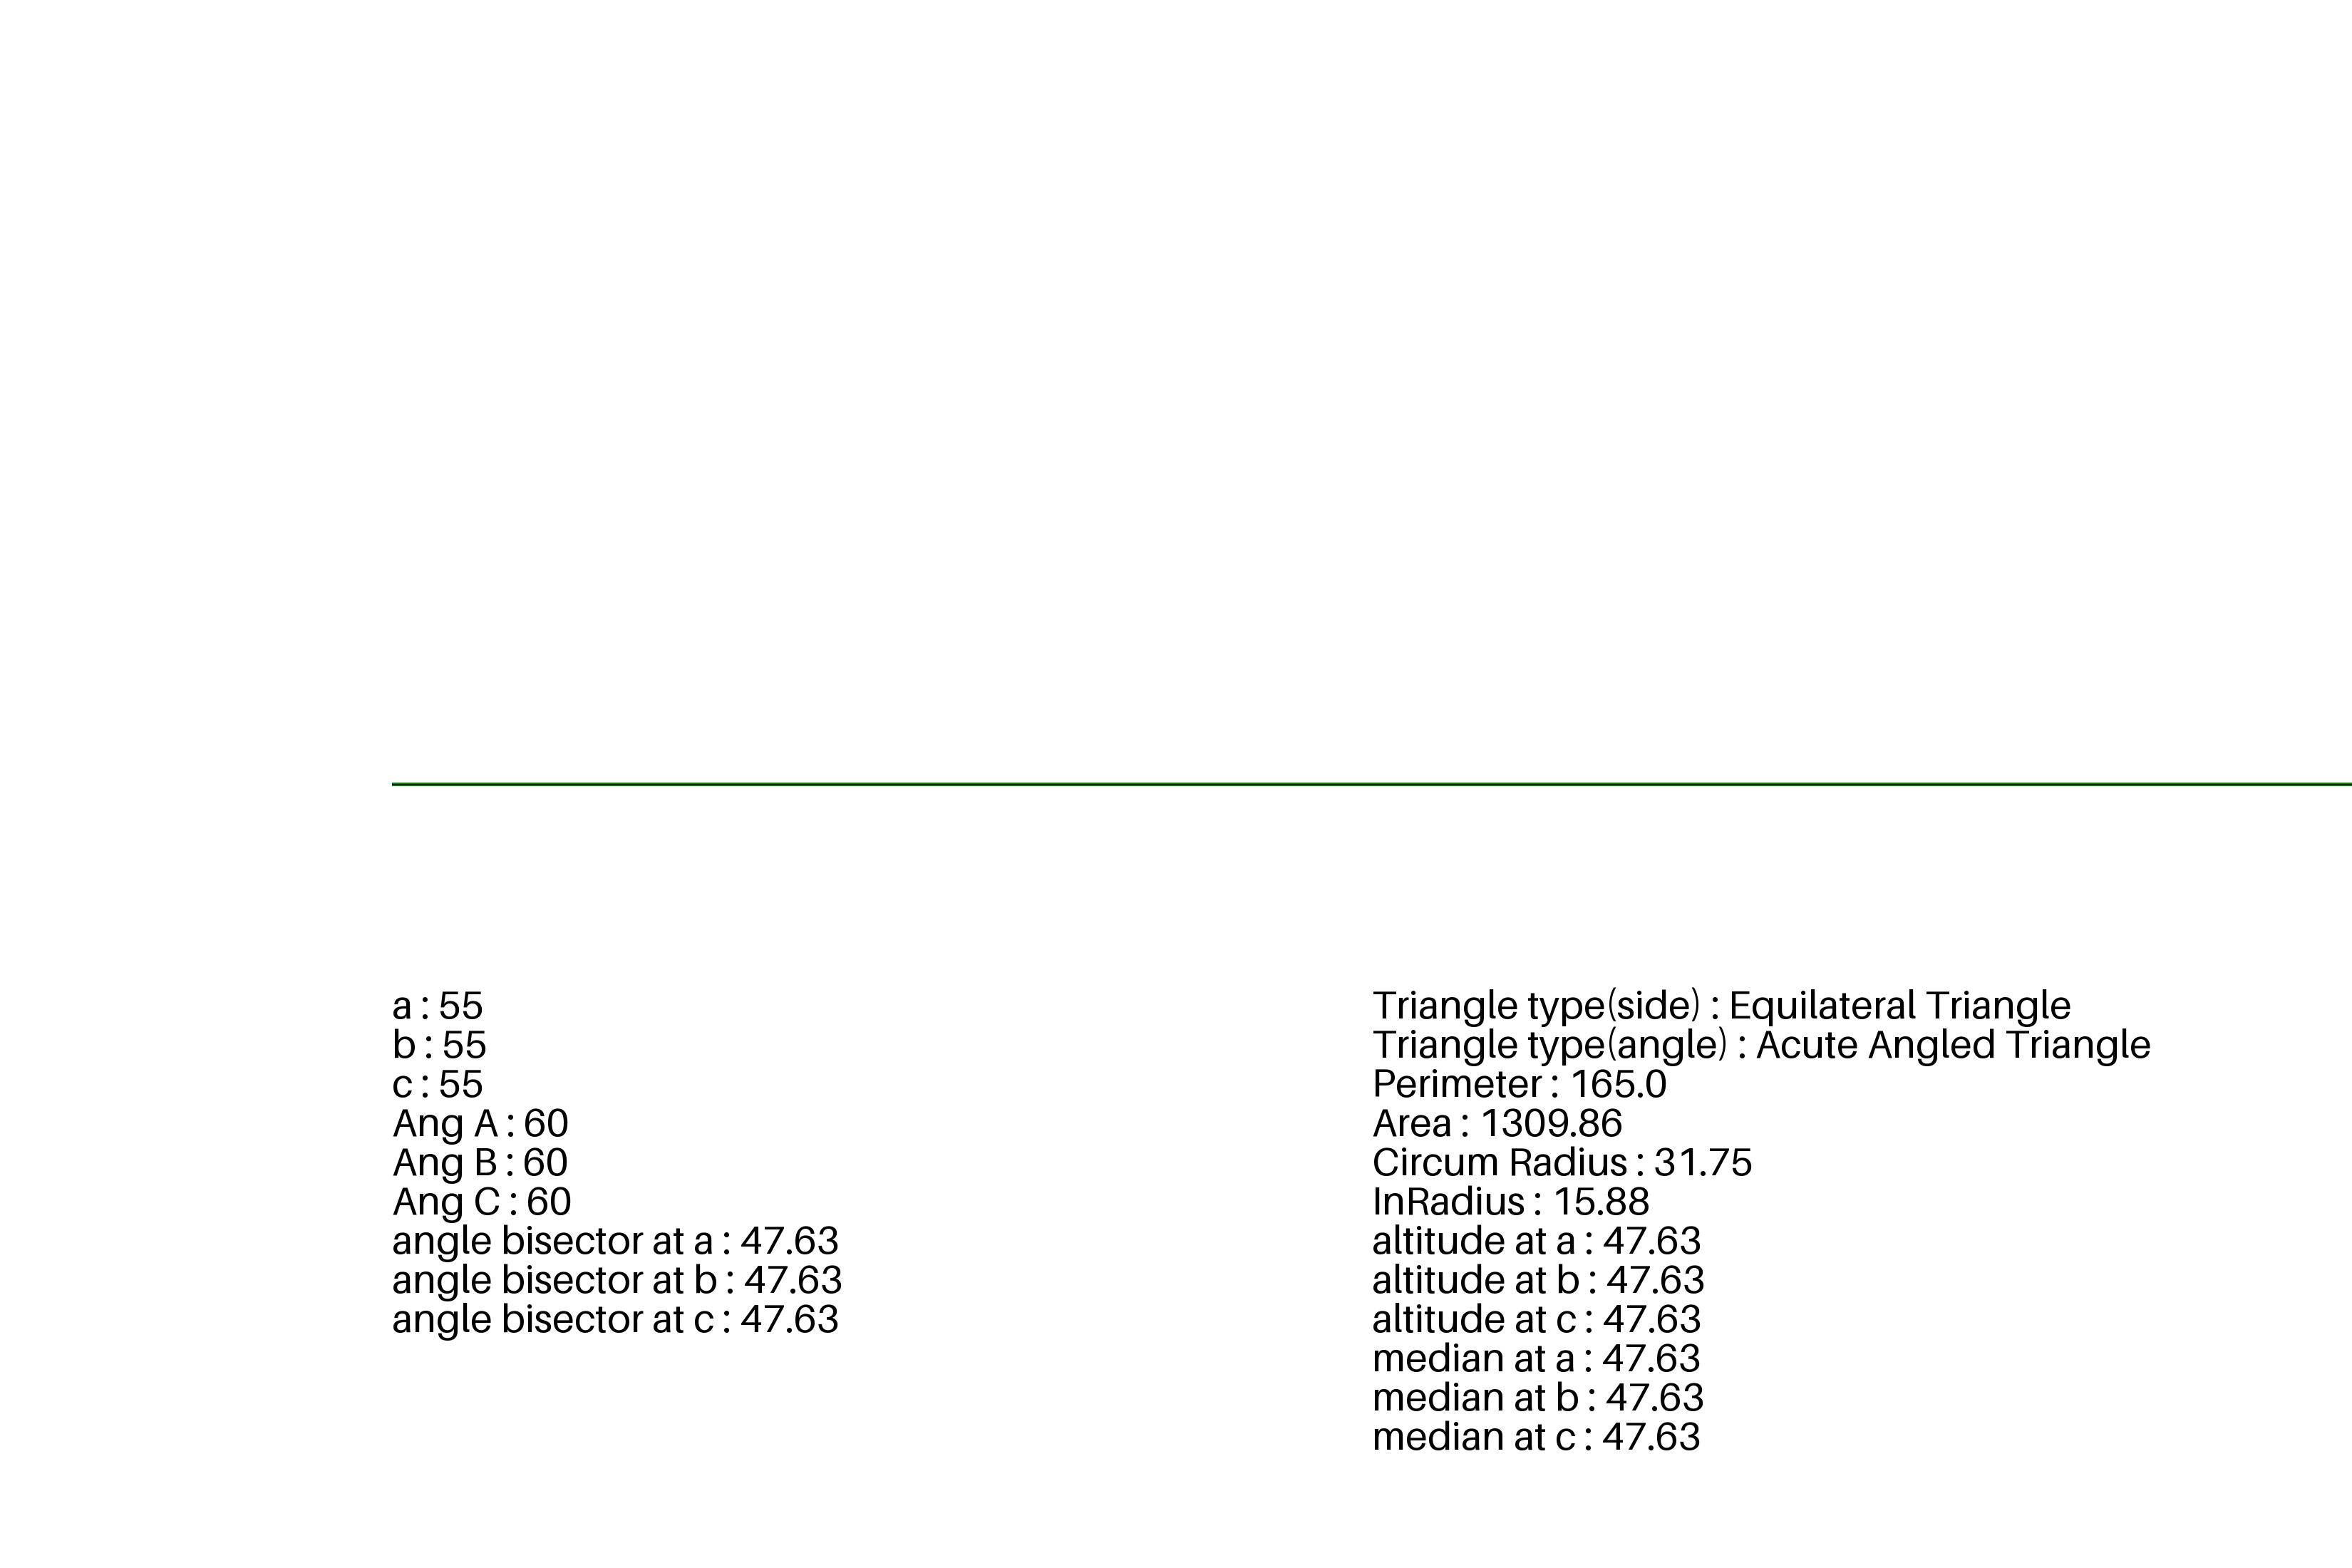 a : 55
b : 55
c : 55
Ang A : 60
Ang B : 60
Ang C : 60
angle bisector at a : 47.63
angle bisector at b : 47.63
angle bisector at c : 47.63
Triangle type(side) : Equilateral Triangle
Triangle type(angle) : Acute Angled Triangle
Perimeter : 165.0
Area : 1309.86
Circum Radius : 31.75
InRadius : 15.88
altitude at a : 47.63
altitude at b : 47.63
altitude at c : 47.63
median at a : 47.63
median at b : 47.63
median at c : 47.63